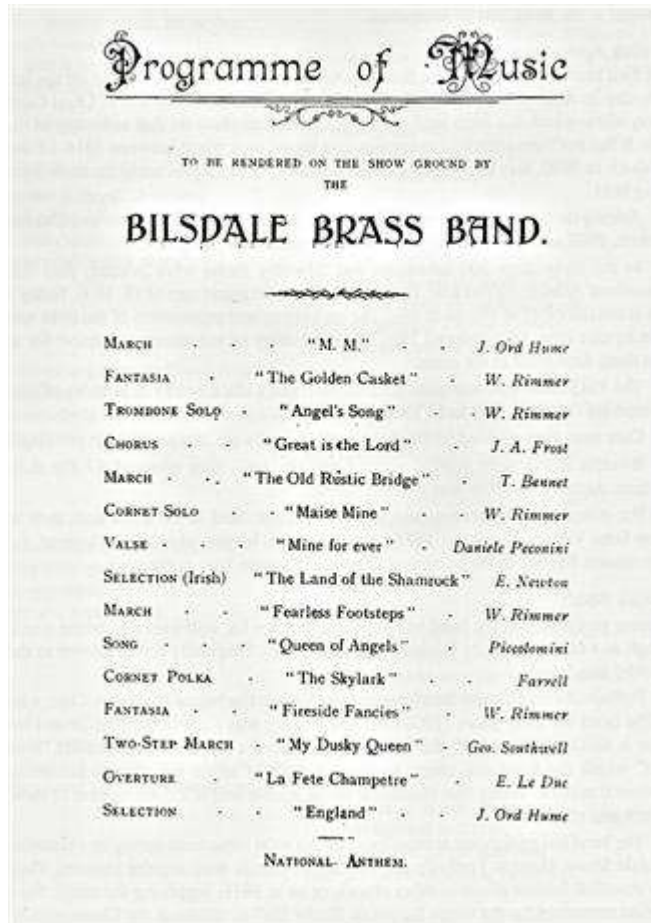 Programme of Music
TO BE RENDERED ON THE SHOW GROUND BY
THE
BILSDALE BRASS BAND.
MARCH - - "M. M." - - J. Ord Hume
FANTASIA - "The Golden Casket" - W. Rimmer
TROMBONE SOLO - "Angel's Song" - W. Rimmer
CHORUS - "Great is the Lord" - J. A. Frost
MARCH - - "The Old Rustic Bridge" - T. Bennet
CORNET SOLO - "Maise Mine" - W. Rimmer
VALSE - - - "Mine for ever" - Daniele Peconini
SELECTION (Irish) "The Land of the Shamrock" E. Newton
MARCH - - "Fearless Footsteps" - W. Rimmer
SONG - - "Queen of Angels" - Piccolomini
CORNET POLKA - "The Skylark" - - Farrell
FANTASIA - "Fireside Fancies" - W. Rimmer
TWO-STEP MARCH - "My Dusky Queen" - Geo. Southwell
OVERTURE - "La Fete Champetre" - E. Le Duc
SELECTION - "England" - - J. Ord Hume
NATIONAL ANTHEM.